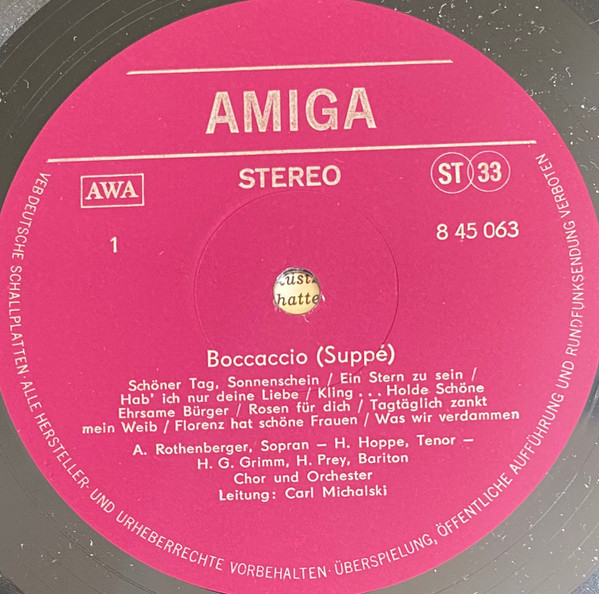 AMIGA
AWA
STEREO
ST 33
1
8 45 063
hatte
Boccaccio (Suppé)
Schöner Tag, Sonnenschein / Ein Stern zu sein /
Hab' ich nur deine Liebe / Kling . . . Holde Schöne
Ehrsame Bürger / Rosen für dich / Tagtäglich zankt
mein Weib / Florenz hat schöne Frauen / Was wir verdammen
A. Rothenberger, Sopran – H. Hoppe, Tenor –
H. G. Grimm, H. Prey, Bariton
Chor und Orchester
Leitung: Carl Michalski
VEB DEUTSCHE SCHALLPLATTEN · ALLE HERSTELLER- UND URHEBERRECHTE VORBEHALTEN · ÜBERSPIELUNG, ÖFFENTLICHE AUFFÜHRUNG UND RUNDFUNKSENDUNG VERBOTEN